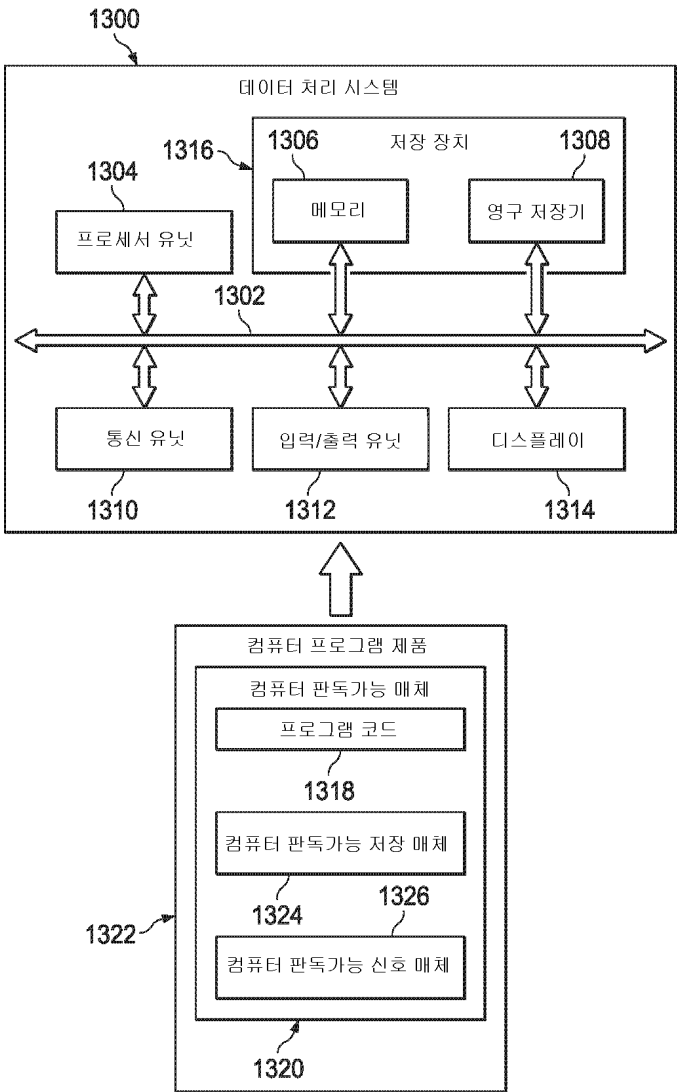 1300
데이터 처리 시스템
1316
저장 장치
1304
1306
1308
프로세서 유닛
메모리
영구 저장기
1302
통신 유닛
입력/출력 유닛
디스플레이
1310
1312
1314
컴퓨터 프로그램 제품
컴퓨터 판독가능 매체
프로그램 코드
1318
컴퓨터 판독가능 저장 매체
1324
1326
1322
컴퓨터 판독가능 신호 매체
1320